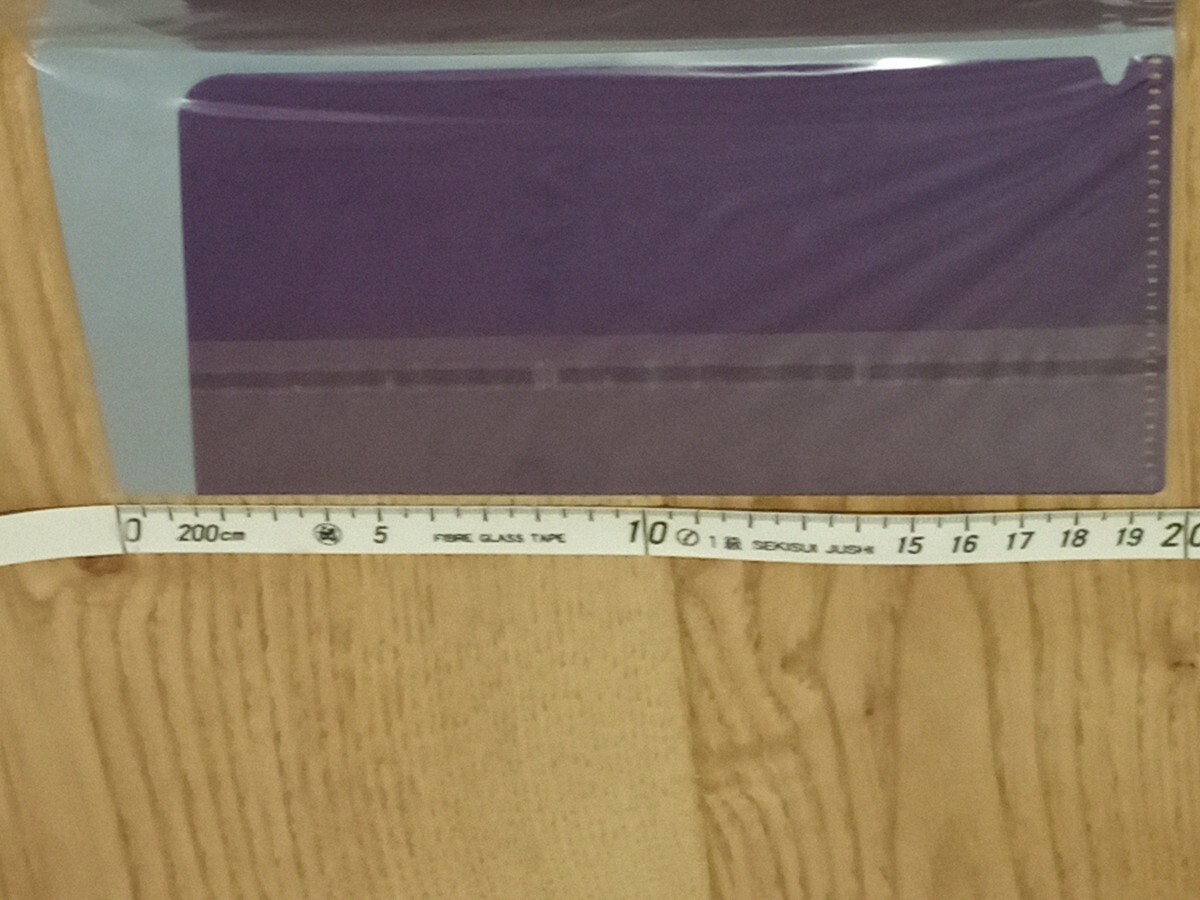 0 200cm 5 FIBRE GLASS TAPE 10 1級 SEKISUI JUSHI 15 16 17 18 19 20